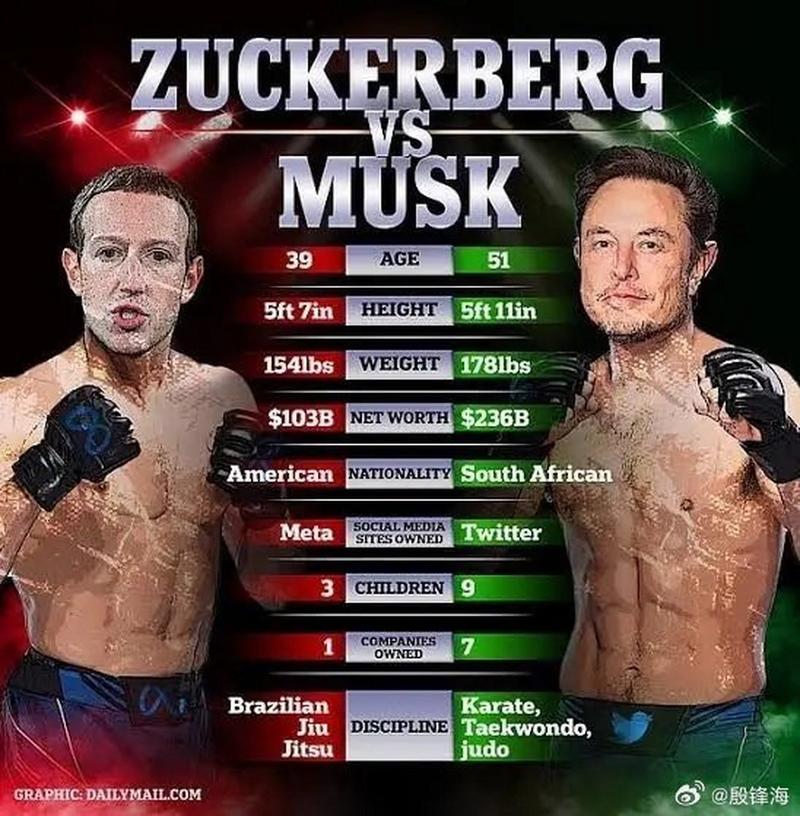 ZUCKERBERG
VS
MUSK
39 AGE 51
5ft 7in HEIGHT 5ft 11in
154lbs WEIGHT 178lbs
$103B NET WORTH $236B
American NATIONALITY South African
Meta SOCIAL MEDIA SITES OWNED Twitter
3 CHILDREN 9
1 COMPANIES OWNED 7
Brazilian Jiu Jitsu DISCIPLINE Karate, Taekwondo, judo
GRAPHIC: DAILYMAIL.COM
@殷锋海